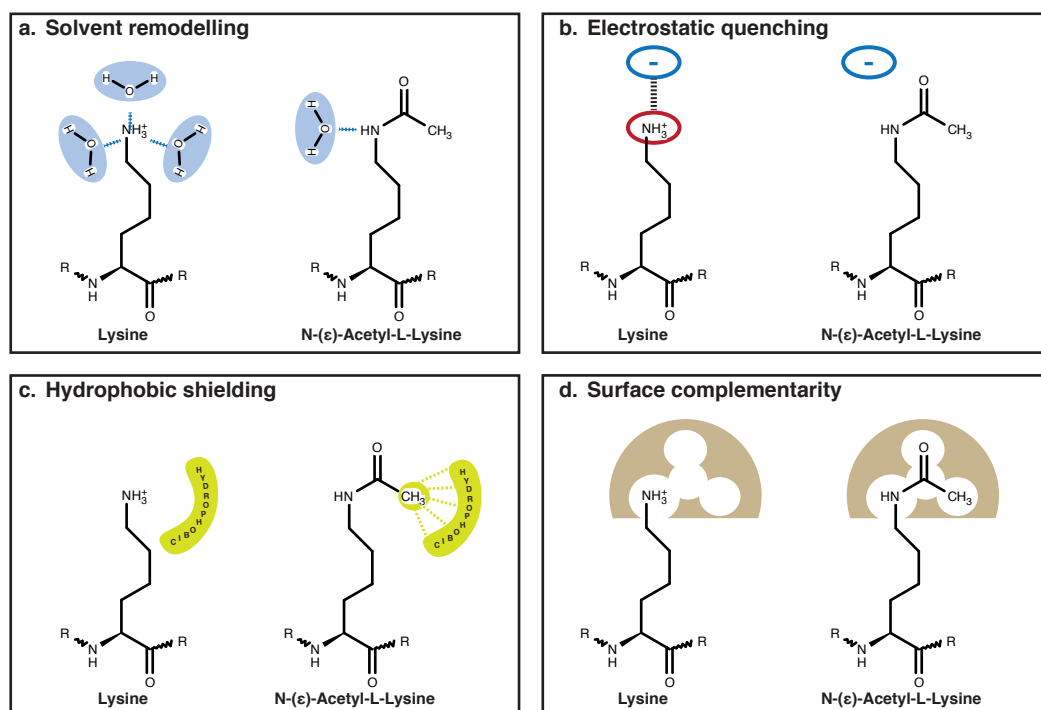 a. Solvent remodelling
H H
O
H O H
NH3+
H O H
Lysine
R
N
H
O
R
H O H
HN
O
CH3
R
N
H
O
R
N-(ε)-Acetyl-L-Lysine
b. Electrostatic quenching
-
NH3+
R
N
H
O
R
Lysine
-
O
HN
CH3
R
N
H
O
R
N-(ε)-Acetyl-L-Lysine
c. Hydrophobic shielding
NH3+
HYDROPHOBIC
R
N
H
O
R
Lysine
O
HN
CH3
HYDROPHOBIC
R
N
H
O
R
N-(ε)-Acetyl-L-Lysine
d. Surface complementarity
NH3+
R
N
H
O
R
Lysine
O
HN
CH3
R
N
H
O
R
N-(ε)-Acetyl-L-Lysine